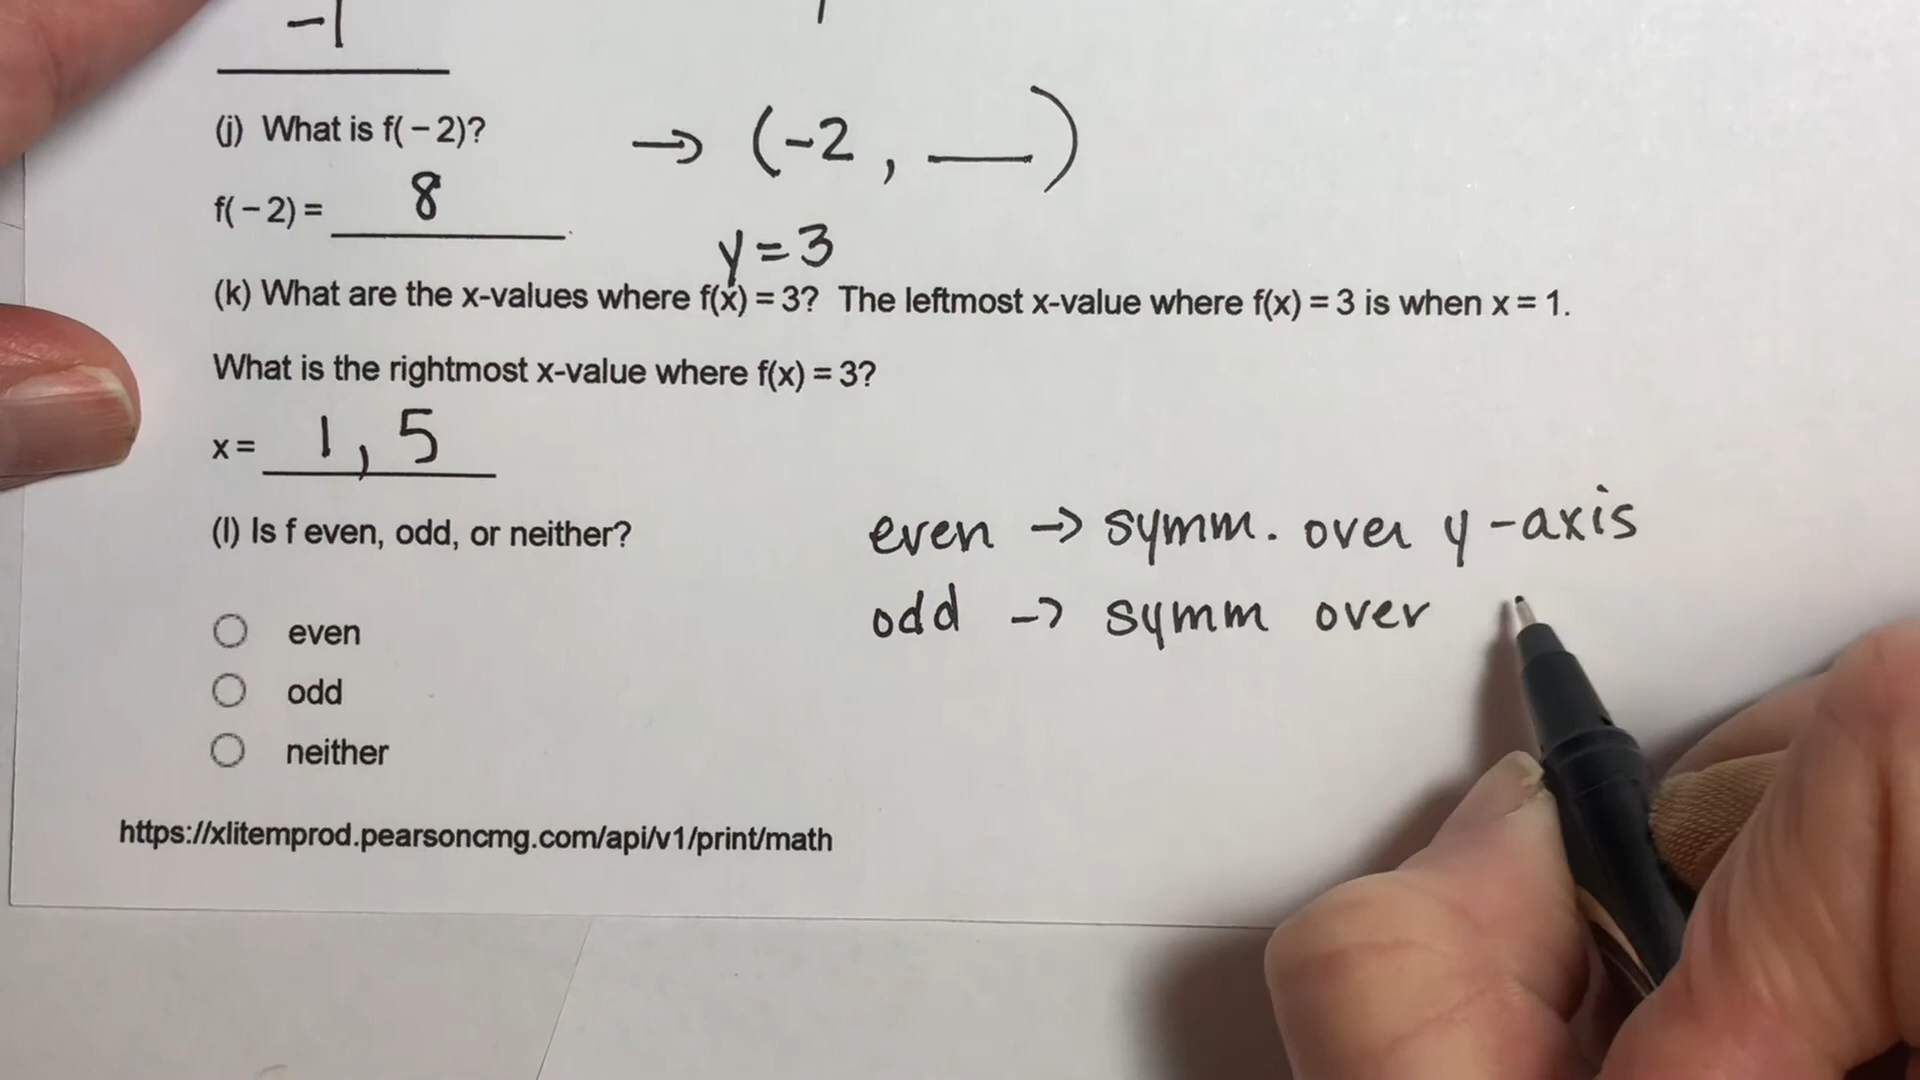 -1
(j) What is f( – 2)?
→ (-2, __)
f( – 2) = 8
y = 3
(k) What are the x-values where f(x) = 3? The leftmost x-value where f(x) = 3 is when x = 1.
What is the rightmost x-value where f(x) = 3?
x = 1, 5
(l) Is f even, odd, or neither?
even → symm. over y-axis
odd → symm over
even
odd
neither
https://xlitemprod.pearsoncmg.com/api/v1/print/math